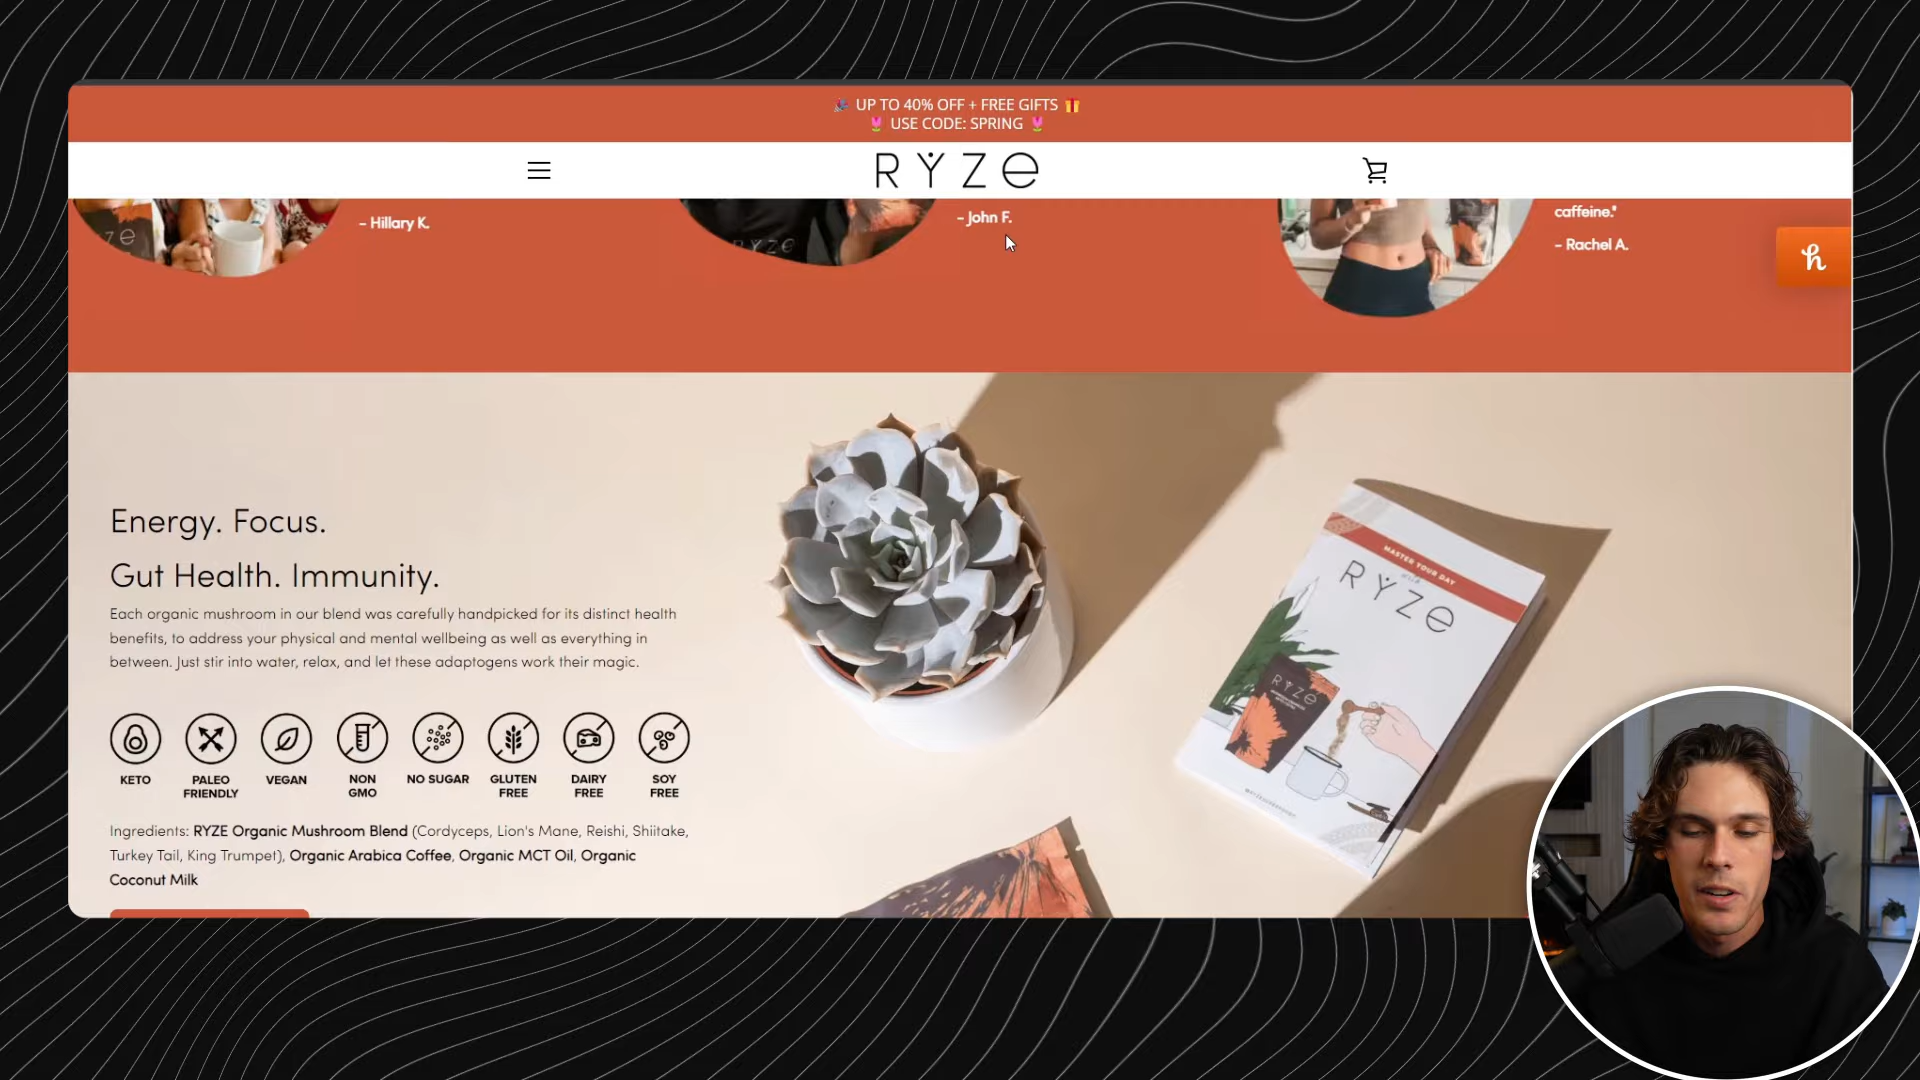 UP TO 40% OFF + FREE GIFTS
USE CODE: SPRING
RYZE
caffeine."
– Hillary K.
– John F.
– Rachel A.
RYZE
h
Energy. Focus.
Gut Health. Immunity.
Each organic mushroom in our blend was carefully handpicked for its distinct health
benefits, to address your physical and mental wellbeing as well as everything in
between. Just stir into water, relax, and let these adaptogens work their magic.
MASTER YOUR DAY
WITH
RYZE
RYZE
KETO
PALEO
FRIENDLY
VEGAN
NON
GMO
NO SUGAR
GLUTEN
FREE
DAIRY
FREE
SOY
FREE
Ingredients: RYZE Organic Mushroom Blend (Cordyceps, Lion's Mane, Reishi, Shiitake,
Turkey Tail, King Trumpet), Organic Arabica Coffee, Organic MCT Oil, Organic
Coconut Milk